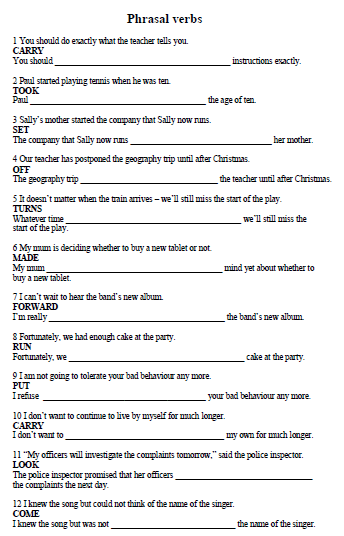 Phrasal verbs
1 You should do exactly what the teacher tells you.
CARRY
You should ______________________________ instructions exactly.
2 Paul started playing tennis when he was ten.
TOOK
Paul ______________________________ the age of ten.
3 Sally's mother started the company that Sally now runs.
SET
The company that Sally now runs ________________________ her mother.
4 Our teacher has postponed the geography trip until after Christmas.
OFF
The geography trip ________________________ the teacher until after Christmas.
5 It doesn't matter when the train arrives – we'll still miss the start of the play.
TURNS
Whatever time ______________________________ we'll still miss the
start of the play.
6 My mum is deciding whether to buy a new tablet or not.
MADE
My mum ______________________________ mind yet about whether to
buy a new tablet.
7 I can't wait to hear the band's new album.
FORWARD
I'm really ______________________________ the band's new album.
8 Fortunately, we had enough cake at the party.
RUN
Fortunately, we ______________________________ cake at the party.
9 I am not going to tolerate your bad behaviour any more.
PUT
I refuse ____________________________ your bad behaviour any more.
10 I don't want to continue to live by myself for much longer.
CARRY
I don't want to ___________________________ my own for much longer.
11 "My officers will investigate the complaints tomorrow," said the police inspector.
LOOK
The police inspector promised that her officers ________________________
the complaints the next day.
12 I knew the song but could not think of the name of the singer.
COME
I knew the song but was not ______________________ the name of the singer.